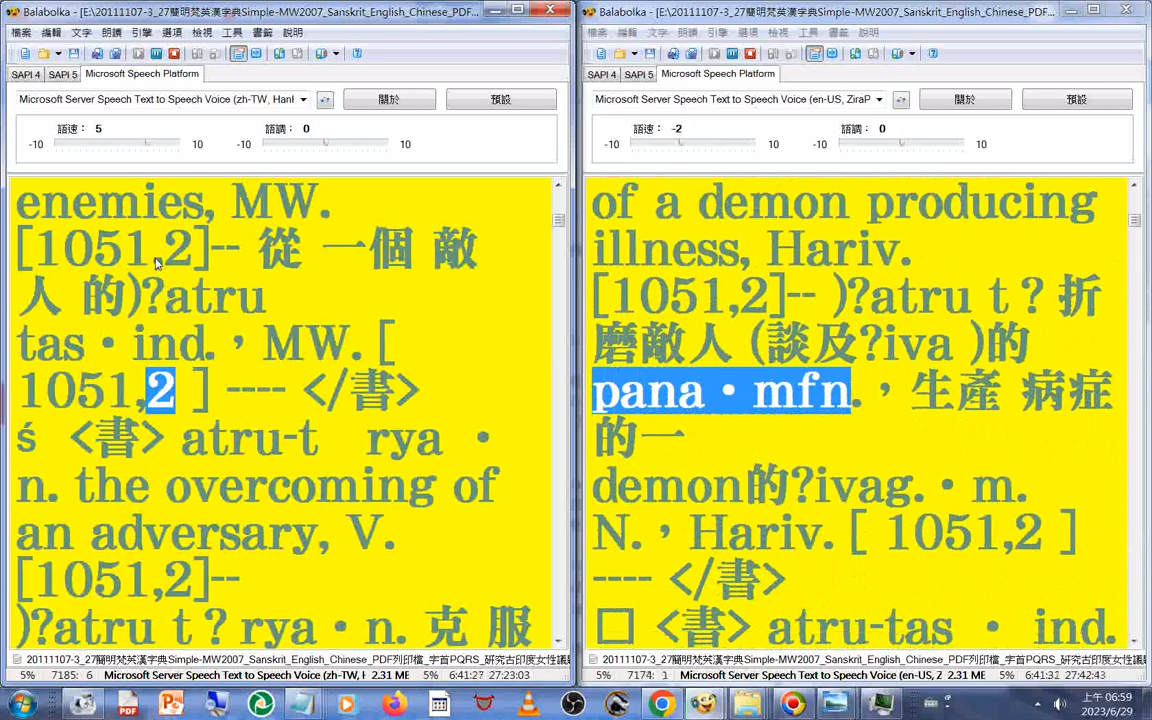 Balabolka - [E:\20111107-3_27簡明梵英漢字典Simple-MW2007_Sanskrit_English_Chinese_PDF...
檔案 編輯 文字 朗讀 引擎 選項 檢視 工具 書籤 說明
SAPI 4 SAPI 5 Microsoft Speech Platform
Microsoft Server Speech Text to Speech Voice (zh-TW, Hanl
關於 預設
語速： 5 語調： 0
-10 10 -10 10
enemies, MW.
[1051,2]-- 從 一個 敵
人 的)?atru
tas‧ind.，MW. [
1051,2 ] ---- </書>
ś <書> atru-t rya ‧
n. the overcoming of
an adversary, V.
[1051,2]--
)?atru t？rya‧n. 克 服
20111107-3_27簡明梵英漢字典Simple-MW2007_Sanskrit_English_Chinese_PDF列印檔_字首PQRS_研究古印度女性議
5% 7185: 6 Microsoft Server Speech Text to Speech Voice (zh-TW, H 2.31 MB 5% 6:41:27 27:23:03
Balabolka - [E:\20111107-3_27簡明梵英漢字典Simple-MW2007_Sanskrit_English_Chinese_PDF...
檔案 編輯 文字 朗讀 引擎 選項 檢視 工具 書籤 說明
SAPI 4 SAPI 5 Microsoft Speech Platform
Microsoft Server Speech Text to Speech Voice (en-US, ZiraP
關於 預設
語速： -2 語調： 0
-10 10 -10 10
of a demon producing
illness, Hariv.
[1051,2]-- )?atru t？折
磨敵人 (談及?iva )的
pana‧mfn.，生產 病症
的一
demon的?ivag.‧m.
N.，Hariv. [ 1051,2 ]
---- </書>
□ <書> atru-tas ‧ ind.
20111107-3_27簡明梵英漢字典Simple-MW2007_Sanskrit_English_Chinese_PDF列印檔_字首PQRS_研究古印度女性議
5% 7174: 1 Microsoft Server Speech Text to Speech Voice (en-US, Z 2.31 MB 5% 6:41:32 27:42:43
上午 06:59
2023/6/29